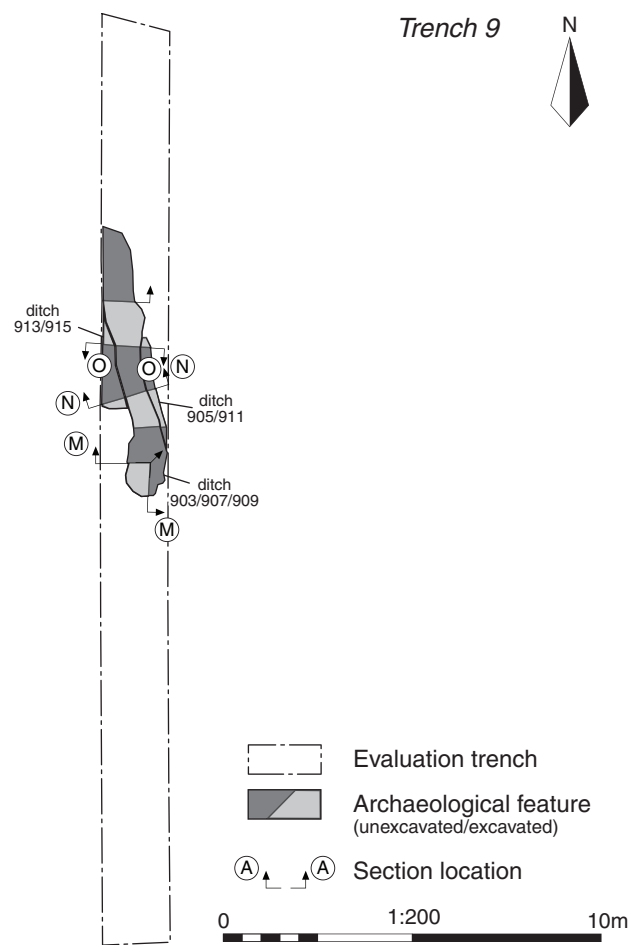 Trench 9
N
ditch
913/915
O
O
N
N
ditch
905/911
M
ditch
903/907/909
M
Evaluation trench
Archaeological feature
(unexcavated/excavated)
A
A
Section location
0
1:200
10m